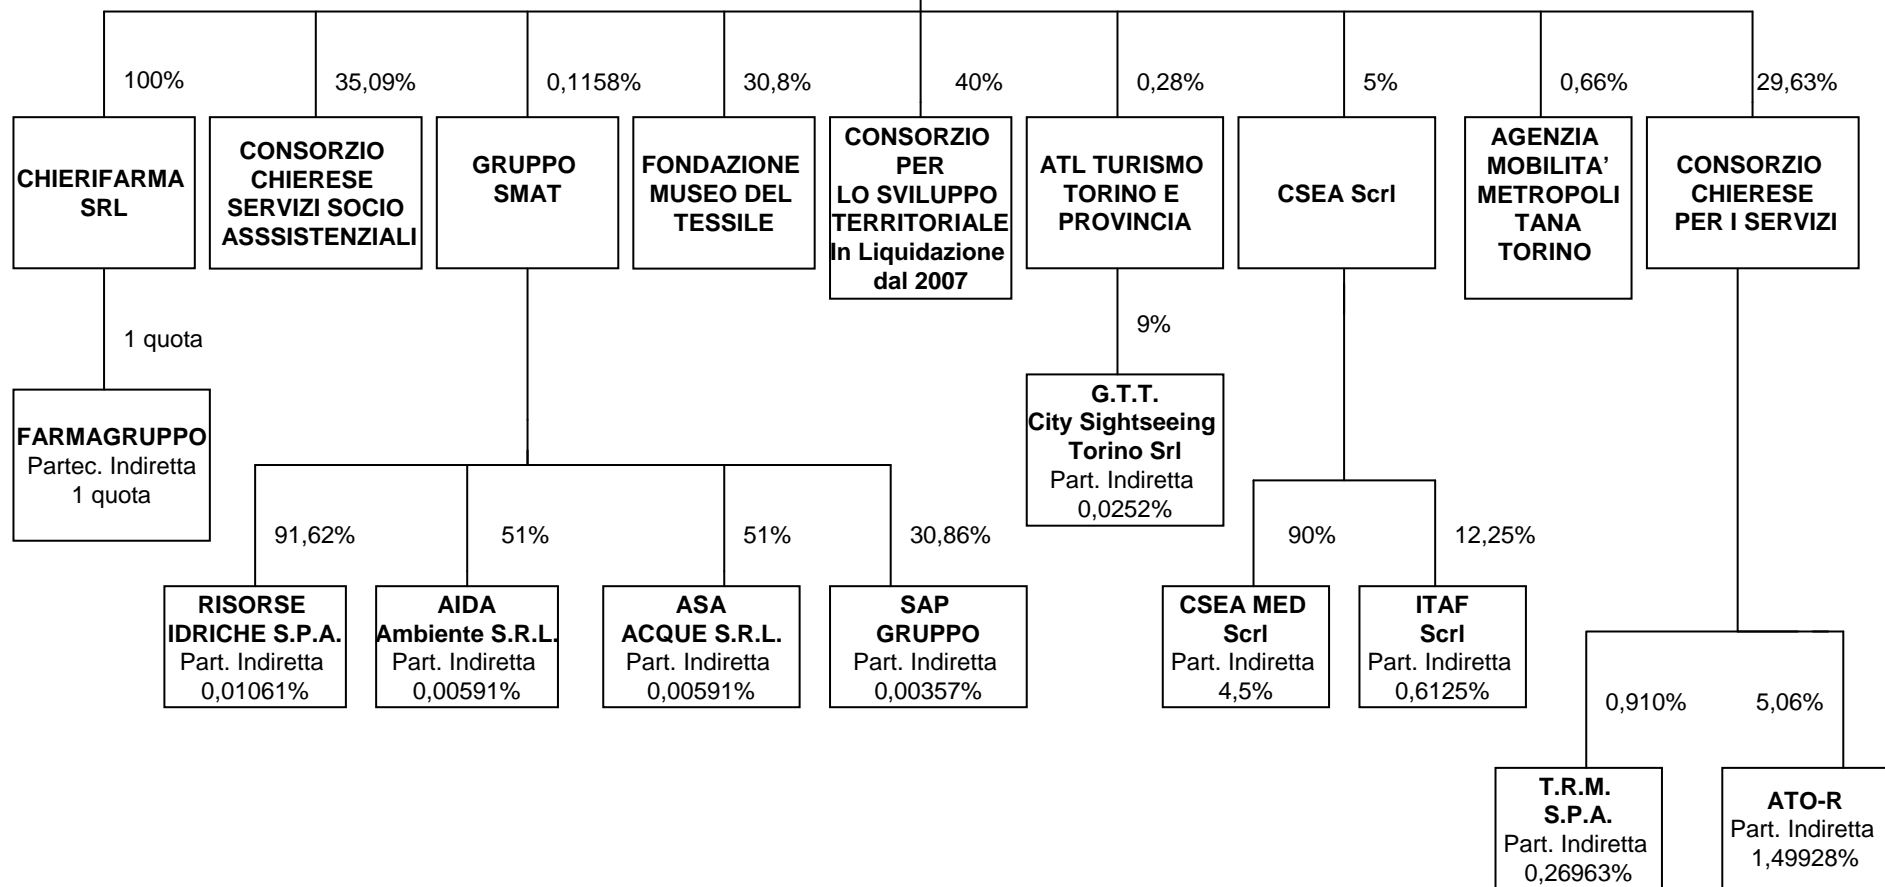 100%
35,09%
0,1158%
30,8%
40%
0,28%
5%
0,66%
29,63%
CHIERIFARMA
SRL
CONSORZIO
CHIERESE
SERVIZI SOCIO
ASSSISTENZIALI
GRUPPO
SMAT
FONDAZIONE
MUSEO DEL
TESSILE
CONSORZIO
PER
LO SVILUPPO
TERRITORIALE
In Liquidazione
dal 2007
ATL TURISMO
TORINO E
PROVINCIA
CSEA Scrl
AGENZIA
MOBILITA’
METROPOLI
TANA
TORINO
CONSORZIO
CHIERESE
PER I SERVIZI
1 quota
9%
FARMAGRUPPO
Partec. Indiretta
1 quota
G.T.T.
City Sightseeing
Torino Srl
Part. Indiretta
0,0252%
91,62%
51%
51%
30,86%
90%
12,25%
RISORSE
IDRICHE S.P.A.
Part. Indiretta
0,01061%
AIDA
Ambiente S.R.L.
Part. Indiretta
0,00591%
ASA
ACQUE S.R.L.
Part. Indiretta
0,00591%
SAP
GRUPPO
Part. Indiretta
0,00357%
CSEA MED
Scrl
Part. Indiretta
4,5%
ITAF
Scrl
Part. Indiretta
0,6125%
0,910%
5,06%
T.R.M.
S.P.A.
Part. Indiretta
0,26963%
ATO-R
Part. Indiretta
1,49928%